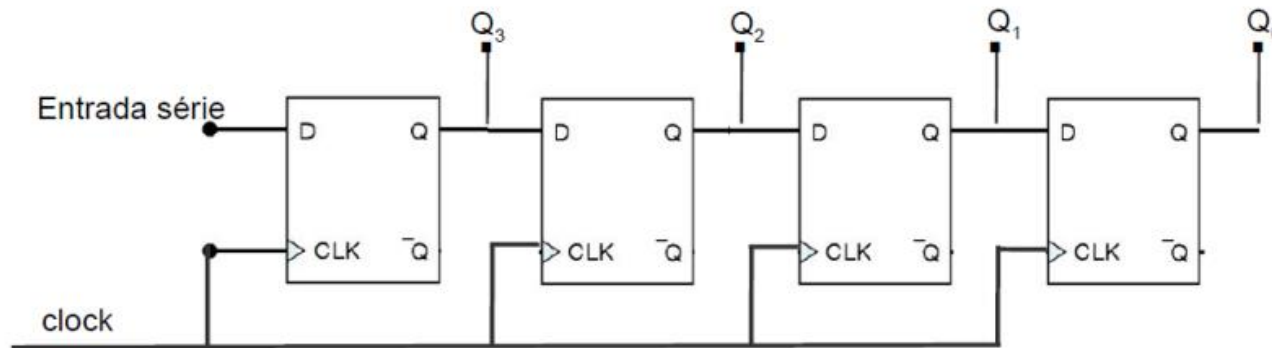 Q3 Q2 Q1
Entrada série
D Q D Q D Q D Q
CLK Q̅ CLK Q̅ CLK Q̅ CLK Q̅
clock